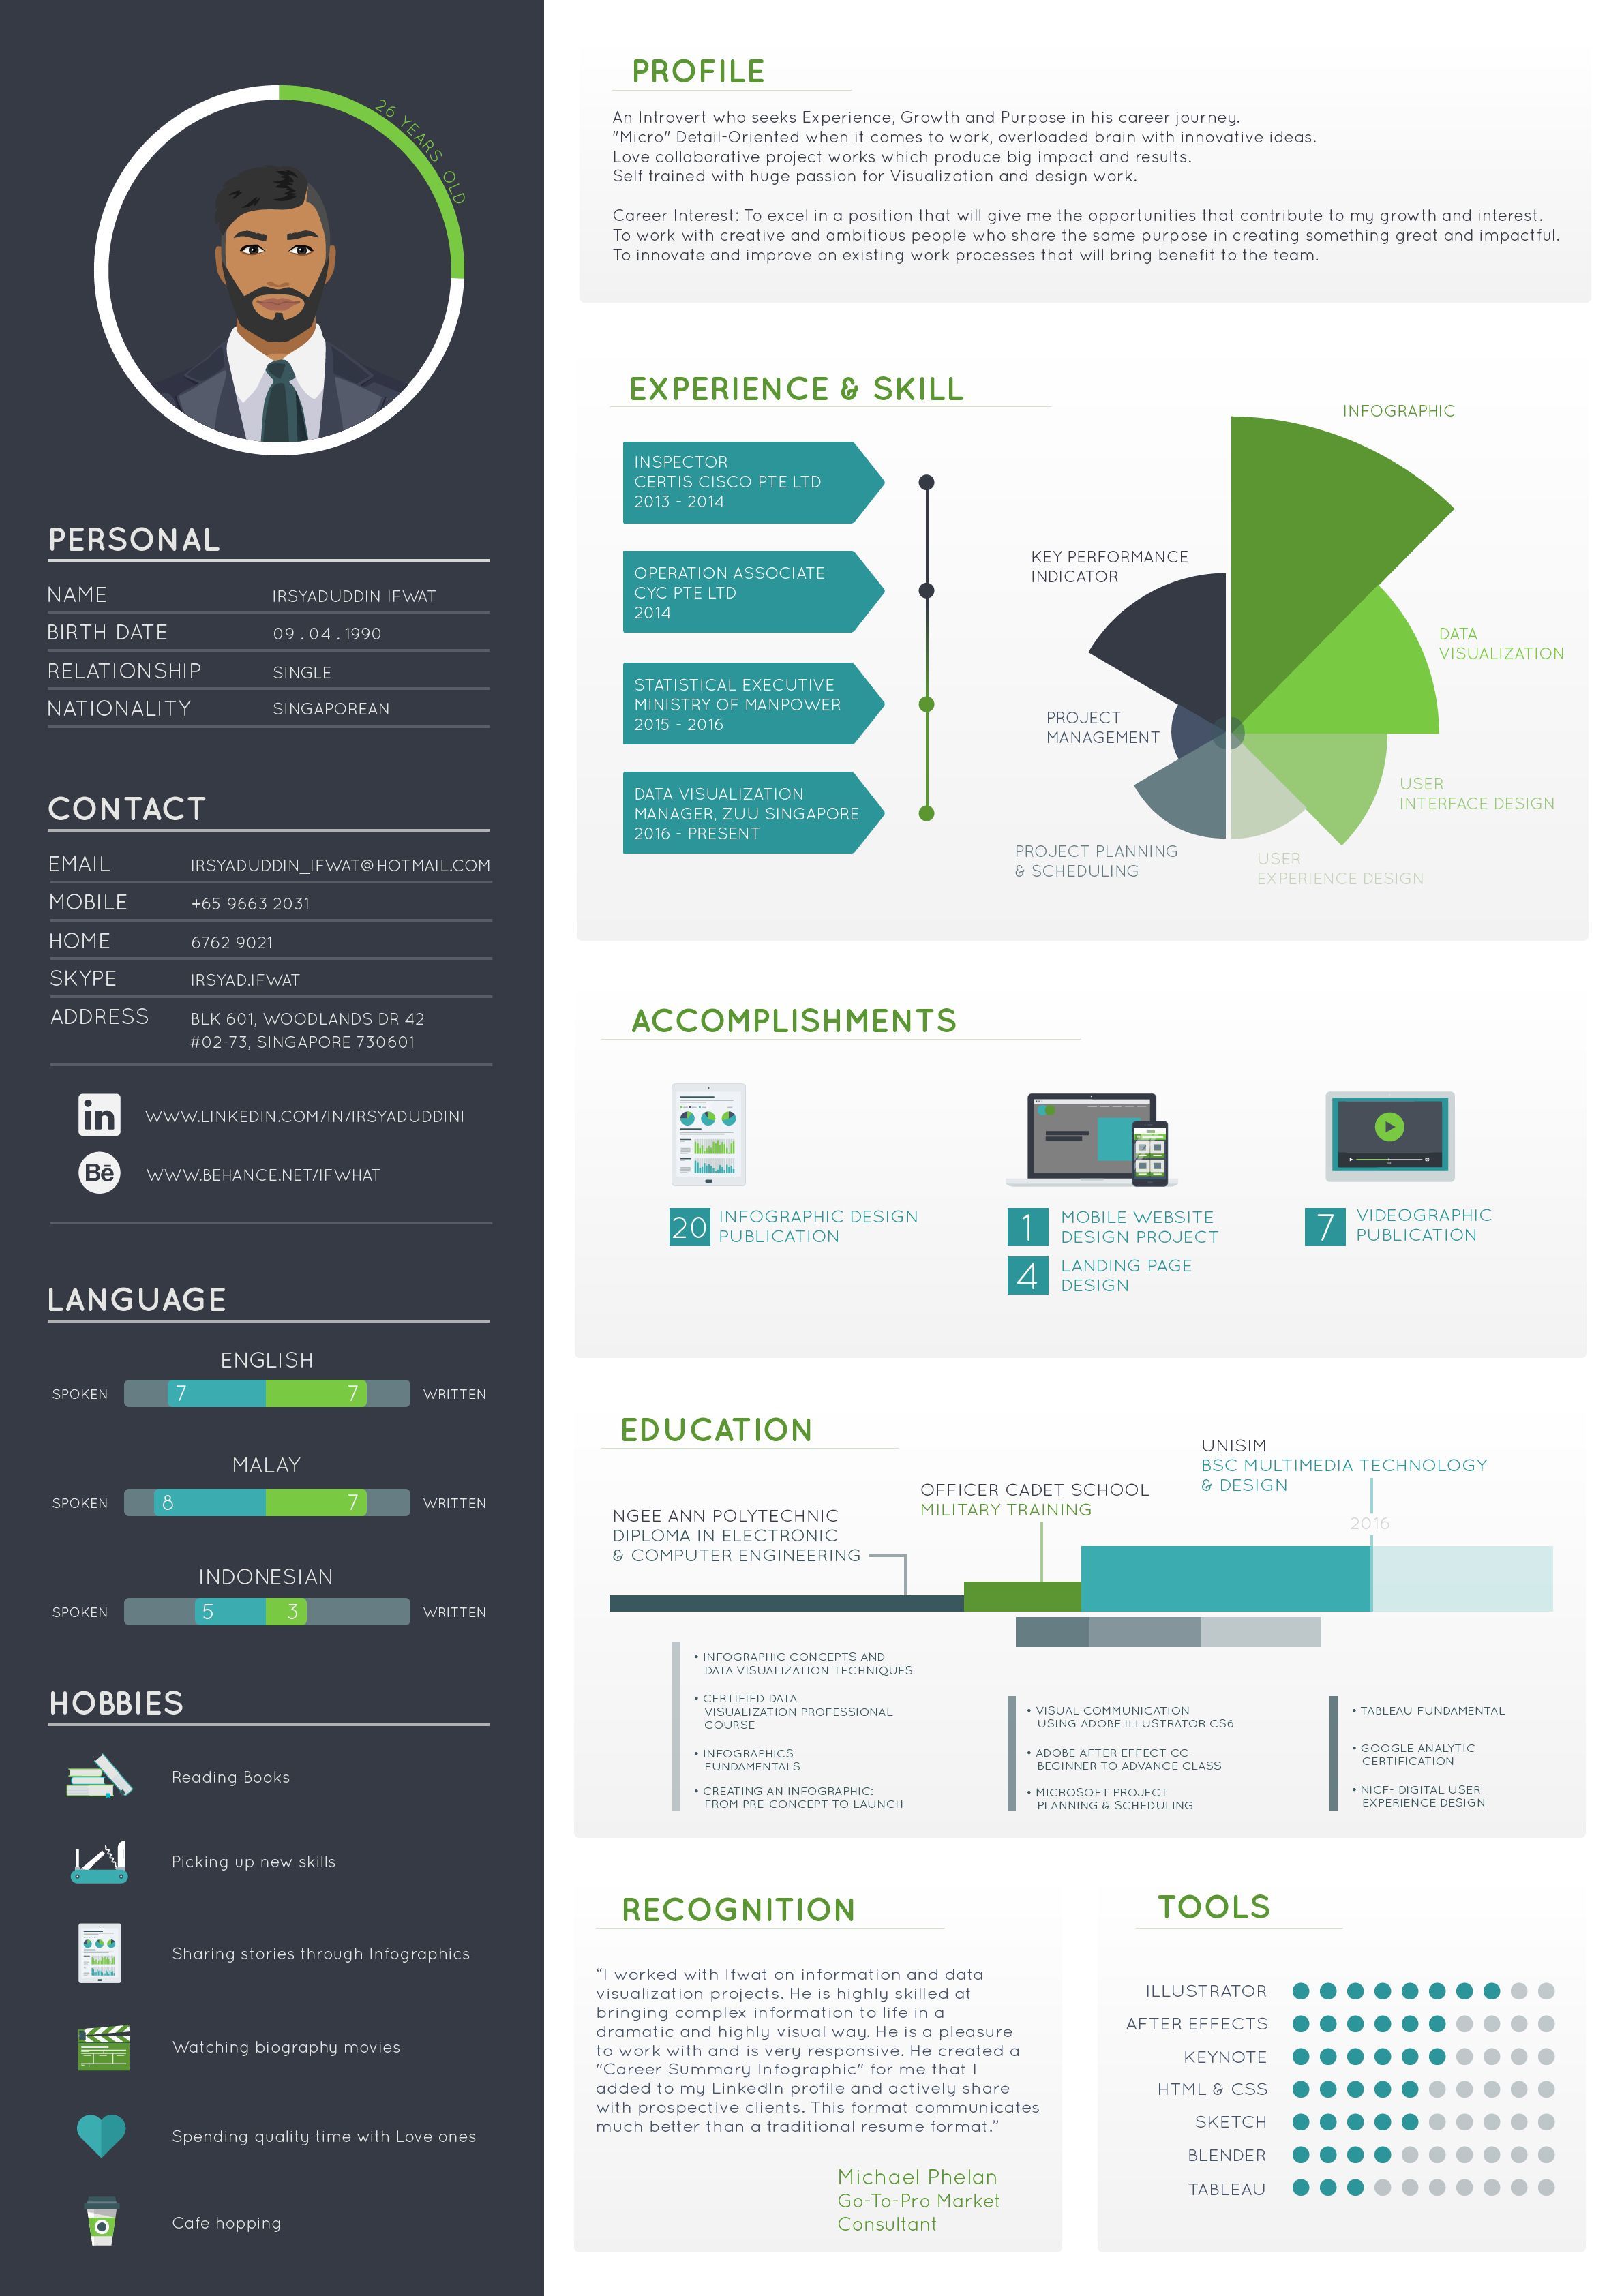 26 YEARS OLD
PERSONAL
NAME IRSYADUDDIN IFWAT
BIRTH DATE 09 . 04 . 1990
RELATIONSHIP SINGLE
NATIONALITY SINGAPOREAN
CONTACT
EMAIL IRSYADUDDIN_IFWAT@HOTMAIL.COM
MOBILE +65 9663 2031
HOME 6762 9021
SKYPE IRSYAD.IFWAT
ADDRESS BLK 601, WOODLANDS DR 42
#02-73, SINGAPORE 730601
in WWW.LINKEDIN.COM/IN/IRSYADUDDINI
Bē WWW.BEHANCE.NET/IFWHAT
LANGUAGE
ENGLISH
SPOKEN 7 7 WRITTEN
MALAY
SPOKEN 8 7 WRITTEN
INDONESIAN
SPOKEN 5 3 WRITTEN
HOBBIES
Reading Books
Picking up new skills
Sharing stories through Infographics
Watching biography movies
Spending quality time with Love ones
Cafe hopping
PROFILE
An Introvert who seeks Experience, Growth and Purpose in his career journey.
"Micro" Detail-Oriented when it comes to work, overloaded brain with innovative ideas.
Love collaborative project works which produce big impact and results.
Self trained with huge passion for Visualization and design work.
Career Interest: To excel in a position that will give me the opportunities that contribute to my growth and interest.
To work with creative and ambitious people who share the same purpose in creating something great and impactful.
To innovate and improve on existing work processes that will bring benefit to the team.
EXPERIENCE & SKILL
INSPECTOR
CERTIS CISCO PTE LTD
2013 - 2014
OPERATION ASSOCIATE
CYC PTE LTD
2014
STATISTICAL EXECUTIVE
MINISTRY OF MANPOWER
2015 - 2016
DATA VISUALIZATION
MANAGER, ZUU SINGAPORE
2016 - PRESENT
INFOGRAPHIC
KEY PERFORMANCE
INDICATOR
DATA
VISUALIZATION
PROJECT
MANAGEMENT
USER
INTERFACE DESIGN
PROJECT PLANNING
& SCHEDULING
USER
EXPERIENCE DESIGN
ACCOMPLISHMENTS
20 INFOGRAPHIC DESIGN
PUBLICATION
1 MOBILE WEBSITE
DESIGN PROJECT
4 LANDING PAGE
DESIGN
7 VIDEOGRAPHIC
PUBLICATION
EDUCATION
NGEE ANN POLYTECHNIC
DIPLOMA IN ELECTRONIC
& COMPUTER ENGINEERING
OFFICER CADET SCHOOL
MILITARY TRAINING
UNISIM
BSC MULTIMEDIA TECHNOLOGY
& DESIGN
2016
• INFOGRAPHIC CONCEPTS AND
DATA VISUALIZATION TECHNIQUES
• CERTIFIED DATA
VISUALIZATION PROFESSIONAL
COURSE
• INFOGRAPHICS
FUNDAMENTALS
• CREATING AN INFOGRAPHIC:
FROM PRE-CONCEPT TO LAUNCH
• VISUAL COMMUNICATION
USING ADOBE ILLUSTRATOR CS6
• ADOBE AFTER EFFECT CC-
BEGINNER TO ADVANCE CLASS
• MICROSOFT PROJECT
PLANNING & SCHEDULING
• TABLEAU FUNDAMENTAL
• GOOGLE ANALYTIC
CERTIFICATION
• NICF- DIGITAL USER
EXPERIENCE DESIGN
RECOGNITION
“I worked with Ifwat on information and data
visualization projects. He is highly skilled at
bringing complex information to life in a
dramatic and highly visual way. He is a pleasure
to work with and is very responsive. He created a
"Career Summary Infographic" for me that I
added to my LinkedIn profile and actively share
with prospective clients. This format communicates
much better than a traditional resume format.”
Michael Phelan
Go-To-Pro Market
Consultant
TOOLS
ILLUSTRATOR
AFTER EFFECTS
KEYNOTE
HTML & CSS
SKETCH
BLENDER
TABLEAU